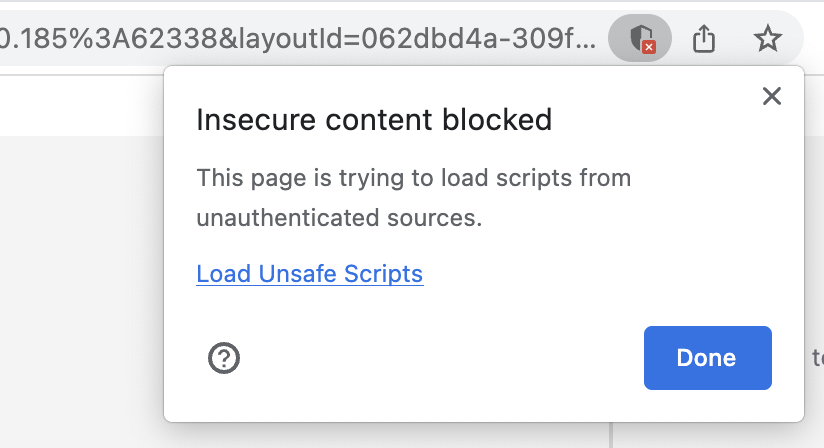 0.185%3A62338&layoutId=062dbd4a-309f...
Insecure content blocked
This page is trying to load scripts from
unauthenticated sources.
Load Unsafe Scripts
Done